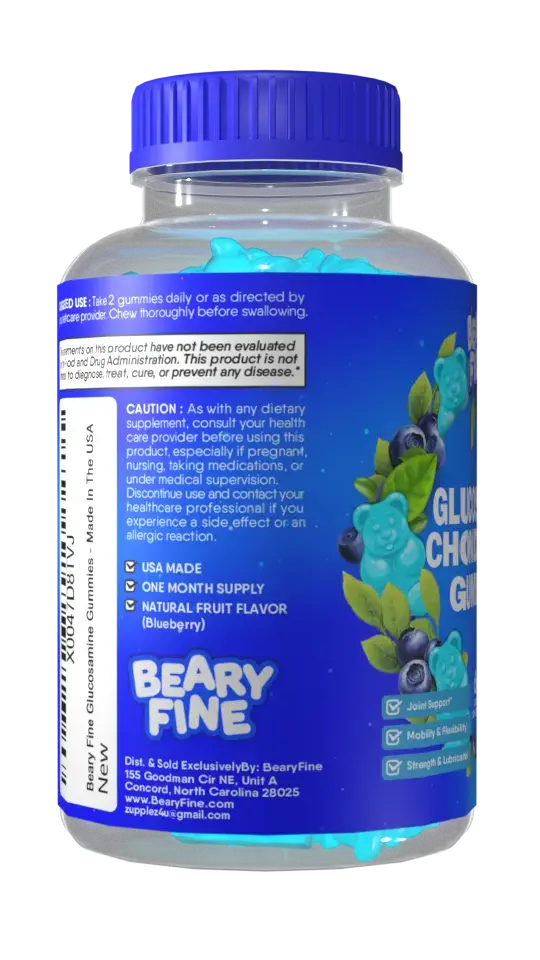 USE : Take 2 gummies daily or as directed by
provider. Chew thoroughly before swallowing.
on this product have not been evaluated
and Drug Administration. This product is not
to diagnose, treat, cure, or prevent any disease.*
CAUTION : As with any dietary
supplement, consult your health
care provider before using this
product, especially if pregnant,
nursing, taking medications, or
under medical supervision.
Discontinue use and contact your
healthcare professional if you
experience a side effect or an
allergic reaction.
USA MADE
ONE MONTH SUPPLY
NATURAL FRUIT FLAVOR
(Blueberry)
BEARY
FINE
Dist. & Sold ExclusivelyBy: BearyFine
155 Goodman Cir NE, Unit A
Concord, North Carolina 28025
www.BearyFine.com
zupplez4u@gmail.com
X0047D81VJ
Beary Fine Glucosamine Gummies - Made In The USA
New
Joint Support*
Mobility & Flexibility*
Strength &